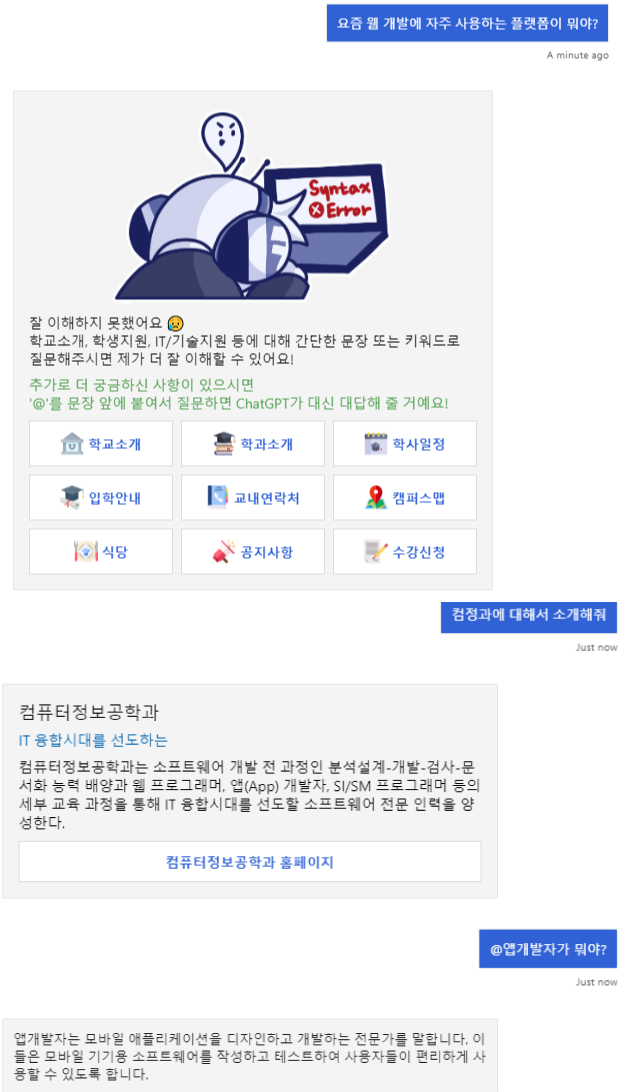 요즘 웹 개발에 자주 사용하는 플랫폼이 뭐야?
A minute ago
Syntax
Error
잘 이해하지 못했어요 😥
학교소개, 학생지원, IT/기술지원 등에 대해 간단한 문장 또는 키워드로
질문해주시면 제가 더 잘 이해할 수 있어요!
추가로 더 궁금하신 사항이 있으시면
'@'를 문장 앞에 붙여서 질문하면 ChatGPT가 대신 대답해 줄 거예요!
학교소개
학과소개
학사일정
입학안내
교내연락처
캠퍼스맵
식당
공지사항
수강신청
컴정과에 대해서 소개해줘
Just now
컴퓨터정보공학과
IT 융합시대를 선도하는
컴퓨터정보공학과는 소프트웨어 개발 전 과정인 분석설계-개발-검사-문
서화 능력 배양과 웹 프로그래머, 앱(App) 개발자, SI/SM 프로그래머 등의
세부 교육 과정을 통해 IT 융합시대를 선도할 소프트웨어 전문 인력을 양
성한다.
컴퓨터정보공학과 홈페이지
@앱개발자가 뭐야?
Just now
앱개발자는 모바일 애플리케이션을 디자인하고 개발하는 전문가를 말합니다. 이
들은 모바일 기기용 소프트웨어를 작성하고 테스트하여 사용자들이 편리하게 사
용할 수 있도록 합니다.